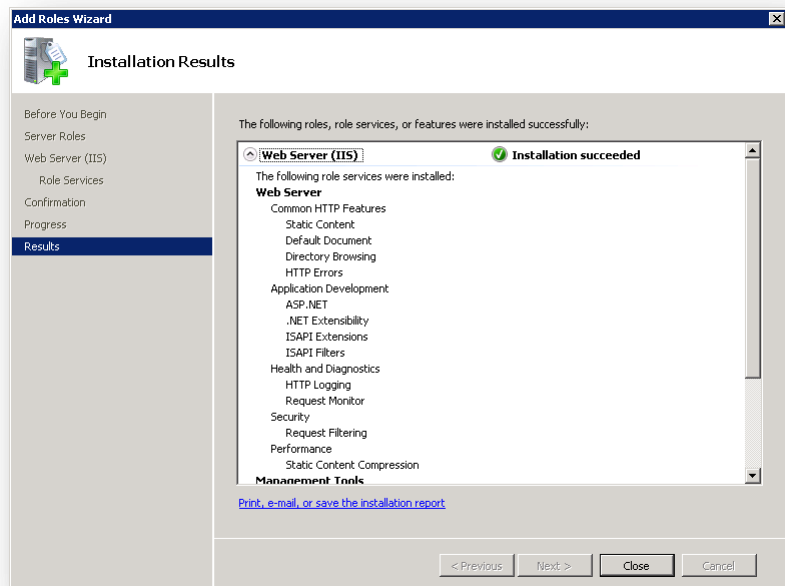 Add Roles Wizard
Installation Results
Before You Begin
Server Roles
Web Server (IIS)
Role Services
Confirmation
Progress
Results
The following roles, role services, or features were installed successfully:
Web Server (IIS) Installation succeeded
The following role services were installed:
Web Server
Common HTTP Features
Static Content
Default Document
Directory Browsing
HTTP Errors
Application Development
ASP.NET
.NET Extensibility
ISAPI Extensions
ISAPI Filters
Health and Diagnostics
HTTP Logging
Request Monitor
Security
Request Filtering
Performance
Static Content Compression
Management Tools
Print, e-mail, or save the installation report
< Previous Next > Close Cancel